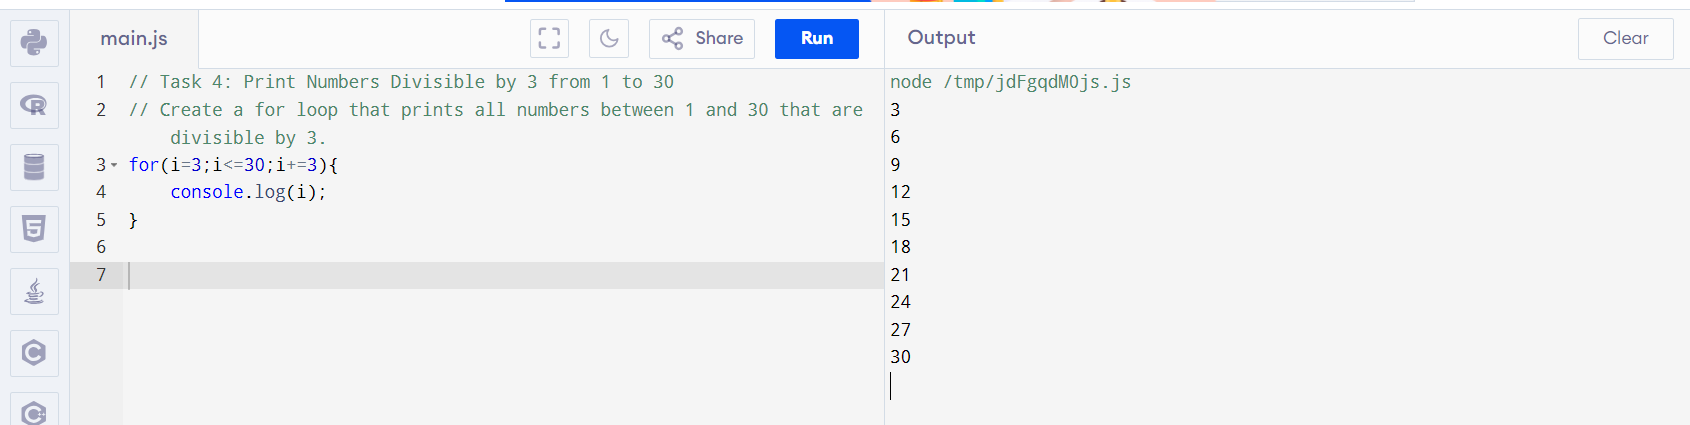 main.js
Share
Run
Output
Clear
1 // Task 4: Print Numbers Divisible by 3 from 1 to 30
2 // Create a for loop that prints all numbers between 1 and 30 that are
divisible by 3.
3 for(i=3;i<=30;i+=3){
4 console.log(i);
5 }
6
7
node /tmp/jdFgqdM0js.js
3
6
9
12
15
18
21
24
27
30